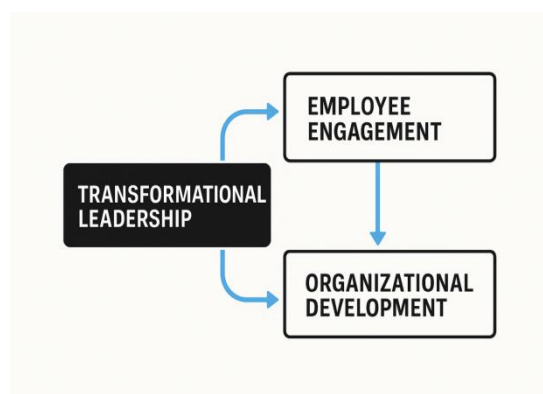 EMPLOYEE
ENGAGEMENT
TRANSFORMATIONAL
LEADERSHIP
ORGANIZATIONAL
DEVELOPMENT